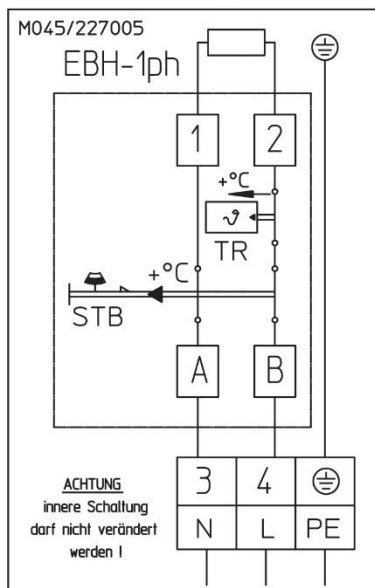 M045/227005
EBH-1ph
1 2
+°C
ϑ
TR
+°C
STB
A B
3 4
N L PE
ACHTUNG
innere Schaltung
darf nicht verändert
werden !